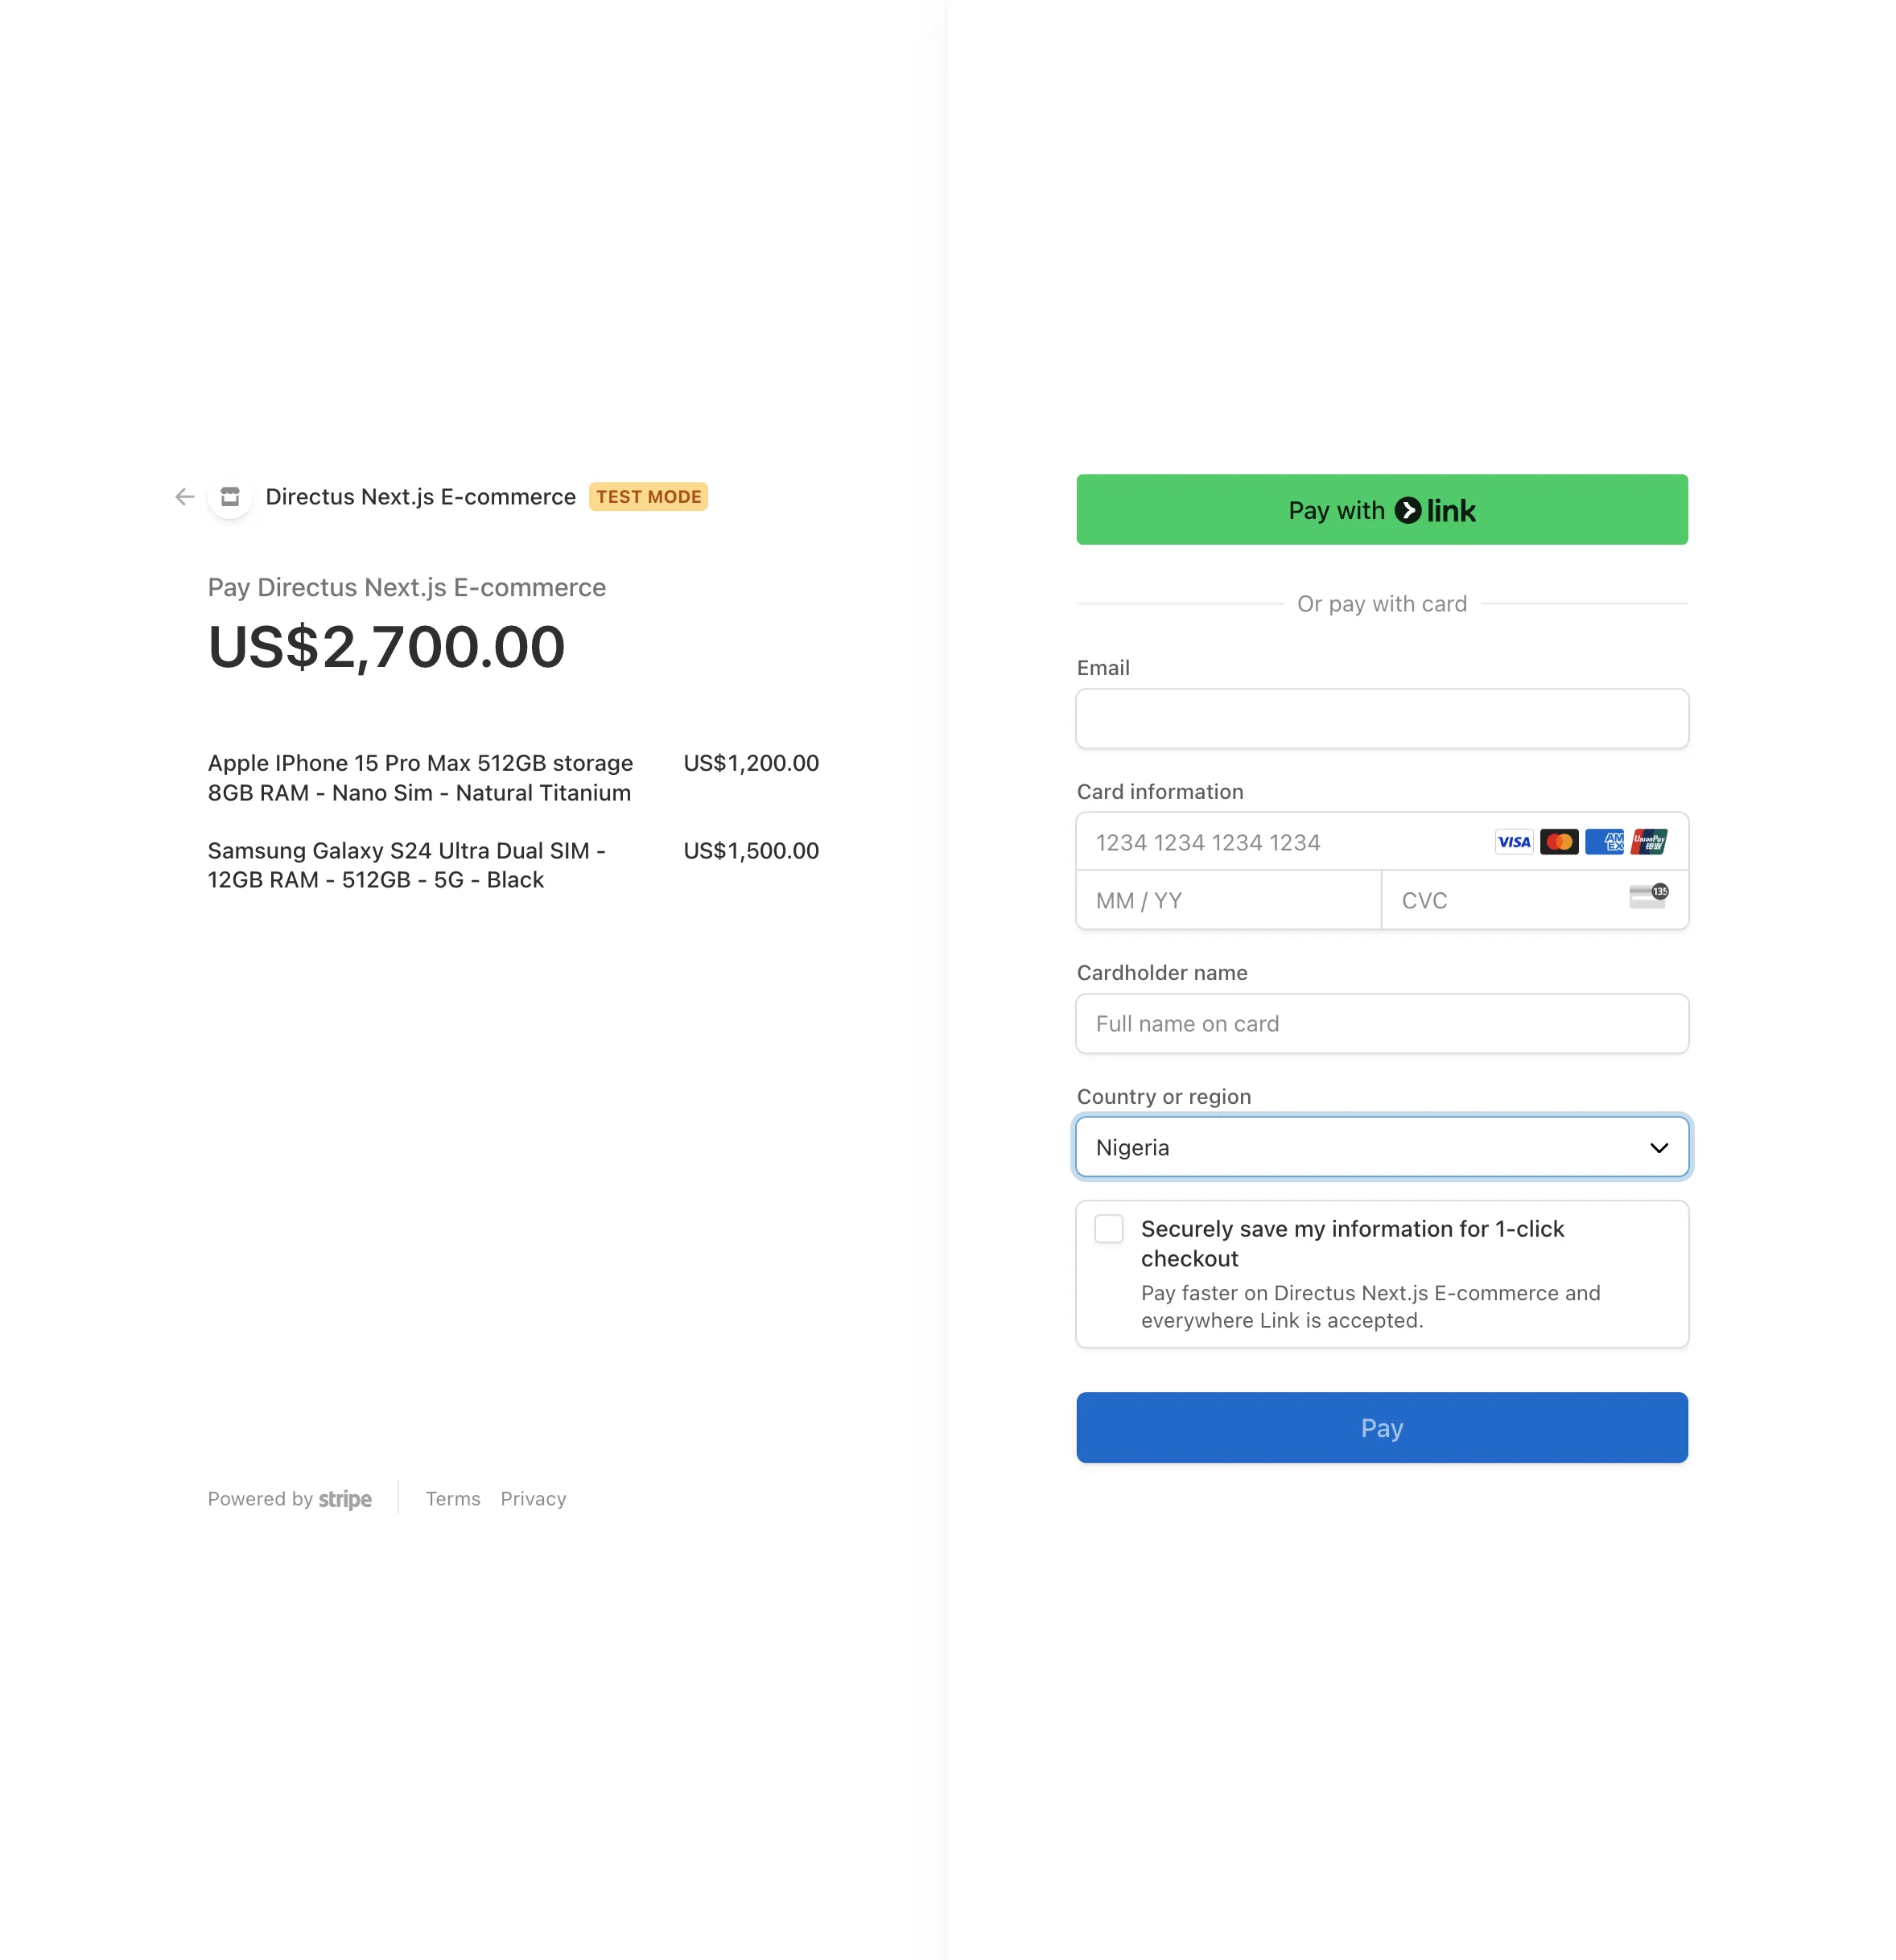 Directus Next.js E-commerce TEST MODE
Pay Directus Next.js E-commerce
US$2,700.00
Apple IPhone 15 Pro Max 512GB storage US$1,200.00
8GB RAM - Nano Sim - Natural Titanium
Samsung Galaxy S24 Ultra Dual SIM - US$1,500.00
12GB RAM - 512GB - 5G - Black
Powered by stripe Terms Privacy
Pay with link
Or pay with card
Email
Card information
1234 1234 1234 1234 VISA AM EX UnionPay 银联
MM / YY CVC 135
Cardholder name
Full name on card
Country or region
Nigeria
Securely save my information for 1-click
checkout
Pay faster on Directus Next.js E-commerce and
everywhere Link is accepted.
Pay